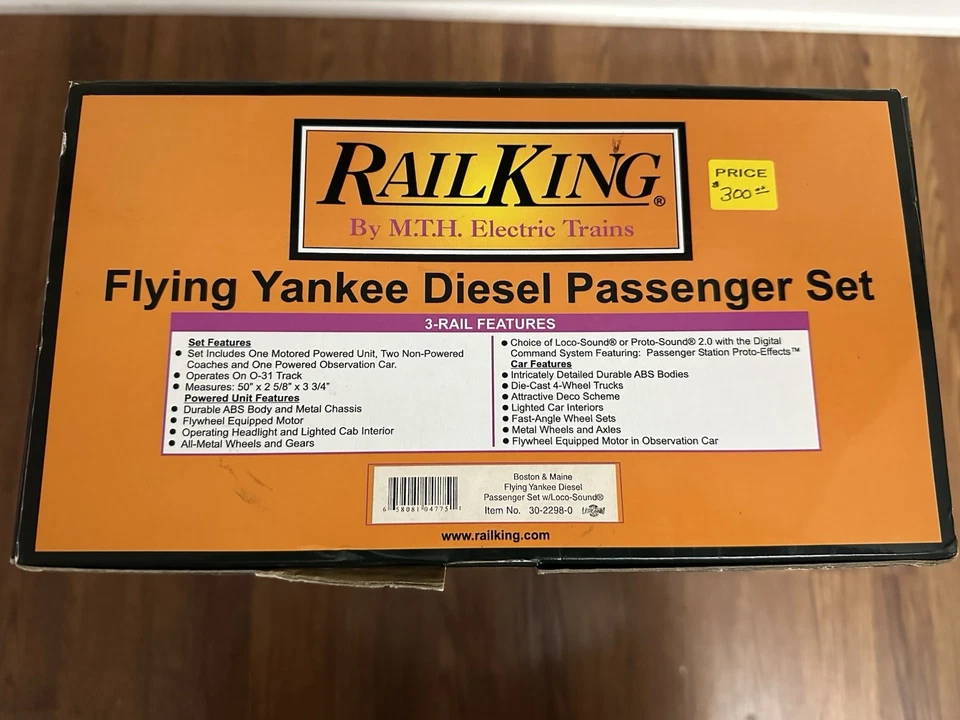 RAILKING®
By M.T.H. Electric Trains
PRICE
$300.00
Flying Yankee Diesel Passenger Set
3-RAIL FEATURES
Set Features
● Set Includes One Motored Powered Unit, Two Non-Powered
Coaches and One Powered Observation Car.
● Operates On O-31 Track
● Measures: 50" x 2 5/8" x 3 3/4"
Powered Unit Features
● Durable ABS Body and Metal Chassis
● Flywheel Equipped Motor
● Operating Headlight and Lighted Cab Interior
● All-Metal Wheels and Gears
● Choice of Loco-Sound® or Proto-Sound® 2.0 with the Digital
Command System Featuring: Passenger Station Proto-Effects™
Car Features
● Intricately Detailed Durable ABS Bodies
● Die-Cast 4-Wheel Trucks
● Attractive Deco Scheme
● Lighted Car Interiors
● Fast-Angle Wheel Sets
● Metal Wheels and Axles
● Flywheel Equipped Motor in Observation Car
6 58081 04775 1
Boston & Maine
Flying Yankee Diesel
Passenger Set w/Loco-Sound®
Item No. 30-2298-0
www.railking.com